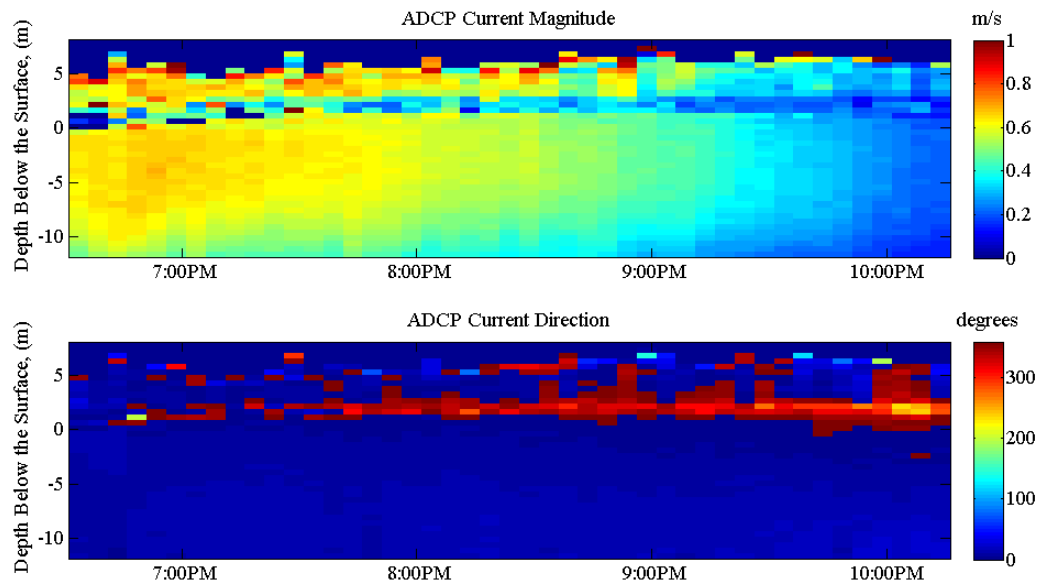 ADCP Current Magnitude
m/s
Depth Below the Surface, (m)
5
0
-5
-10
7:00PM
8:00PM
9:00PM
10:00PM
1
0.8
0.6
0.4
0.2
0
ADCP Current Direction
degrees
Depth Below the Surface, (m)
5
0
-5
-10
7:00PM
8:00PM
9:00PM
10:00PM
300
200
100
0